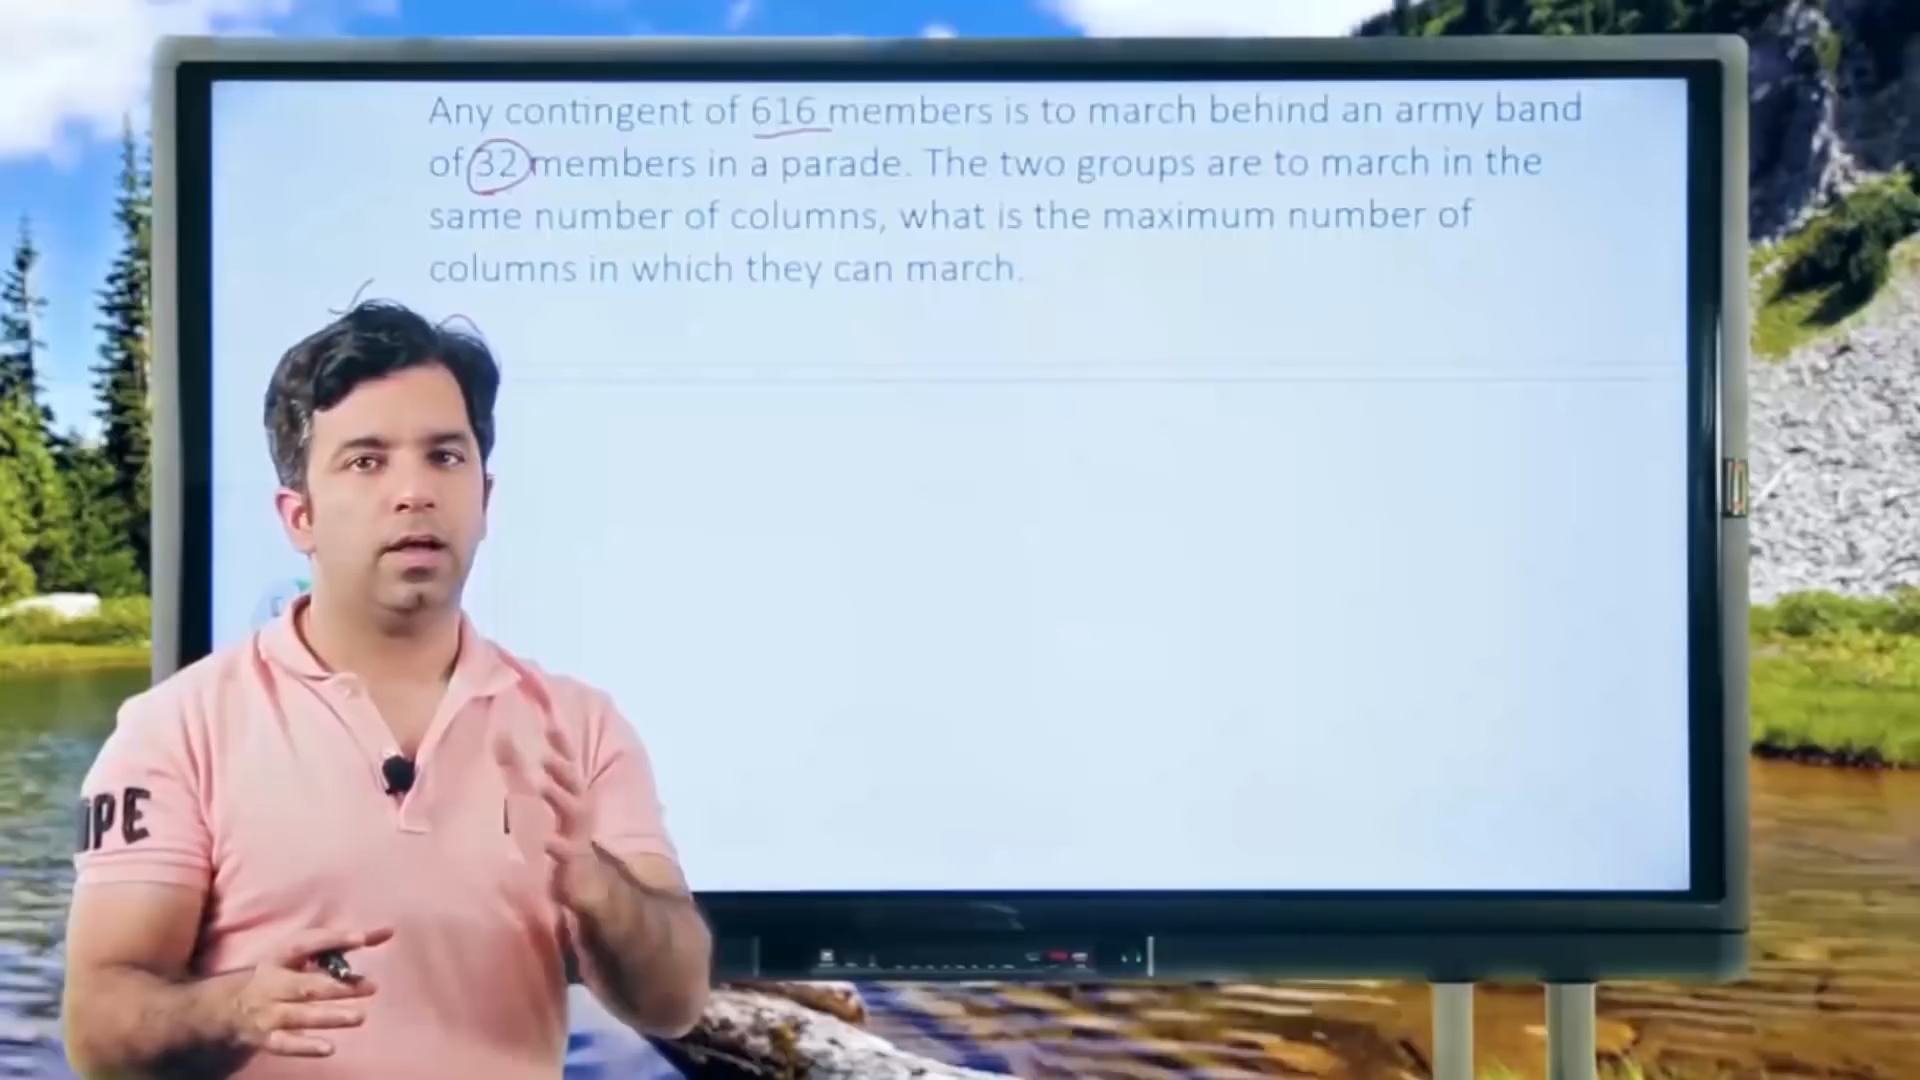 Any contingent of 616 members is to march behind an army band
of 32 members in a parade. The two groups are to march in the
same number of columns, what is the maximum number of
columns in which they can march.